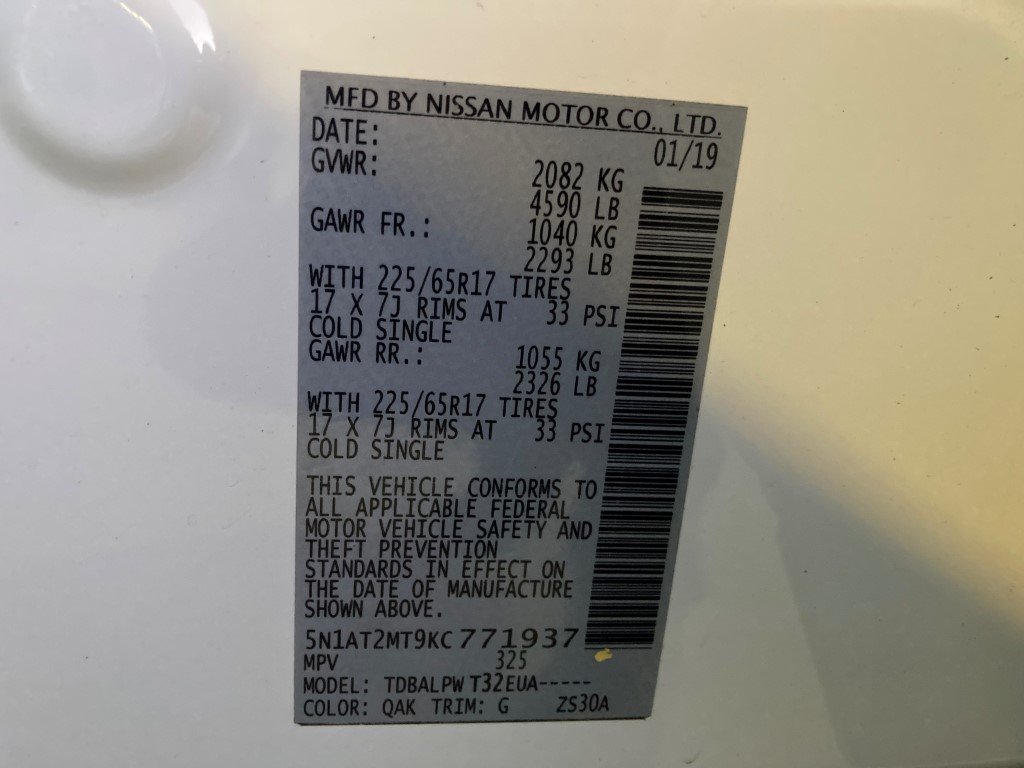 MFD BY NISSAN MOTOR CO., LTD.
DATE: 01/19
GVWR: 2082 KG
4590 LB
GAWR FR.: 1040 KG
2293 LB
WITH 225/65R17 TIRES
17 X 7J RIMS AT 33 PSI
COLD SINGLE
GAWR RR.: 1055 KG
2326 LB
WITH 225/65R17 TIRES
17 X 7J RIMS AT 33 PSI
COLD SINGLE
THIS VEHICLE CONFORMS TO
ALL APPLICABLE FEDERAL
MOTOR VEHICLE SAFETY AND
THEFT PREVENTION
STANDARDS IN EFFECT ON
THE DATE OF MANUFACTURE
SHOWN ABOVE.
5N1AT2MT9KC771937
MPV 325
MODEL: TDBALPW T32EUA-----
COLOR: QAK TRIM: G ZS30A